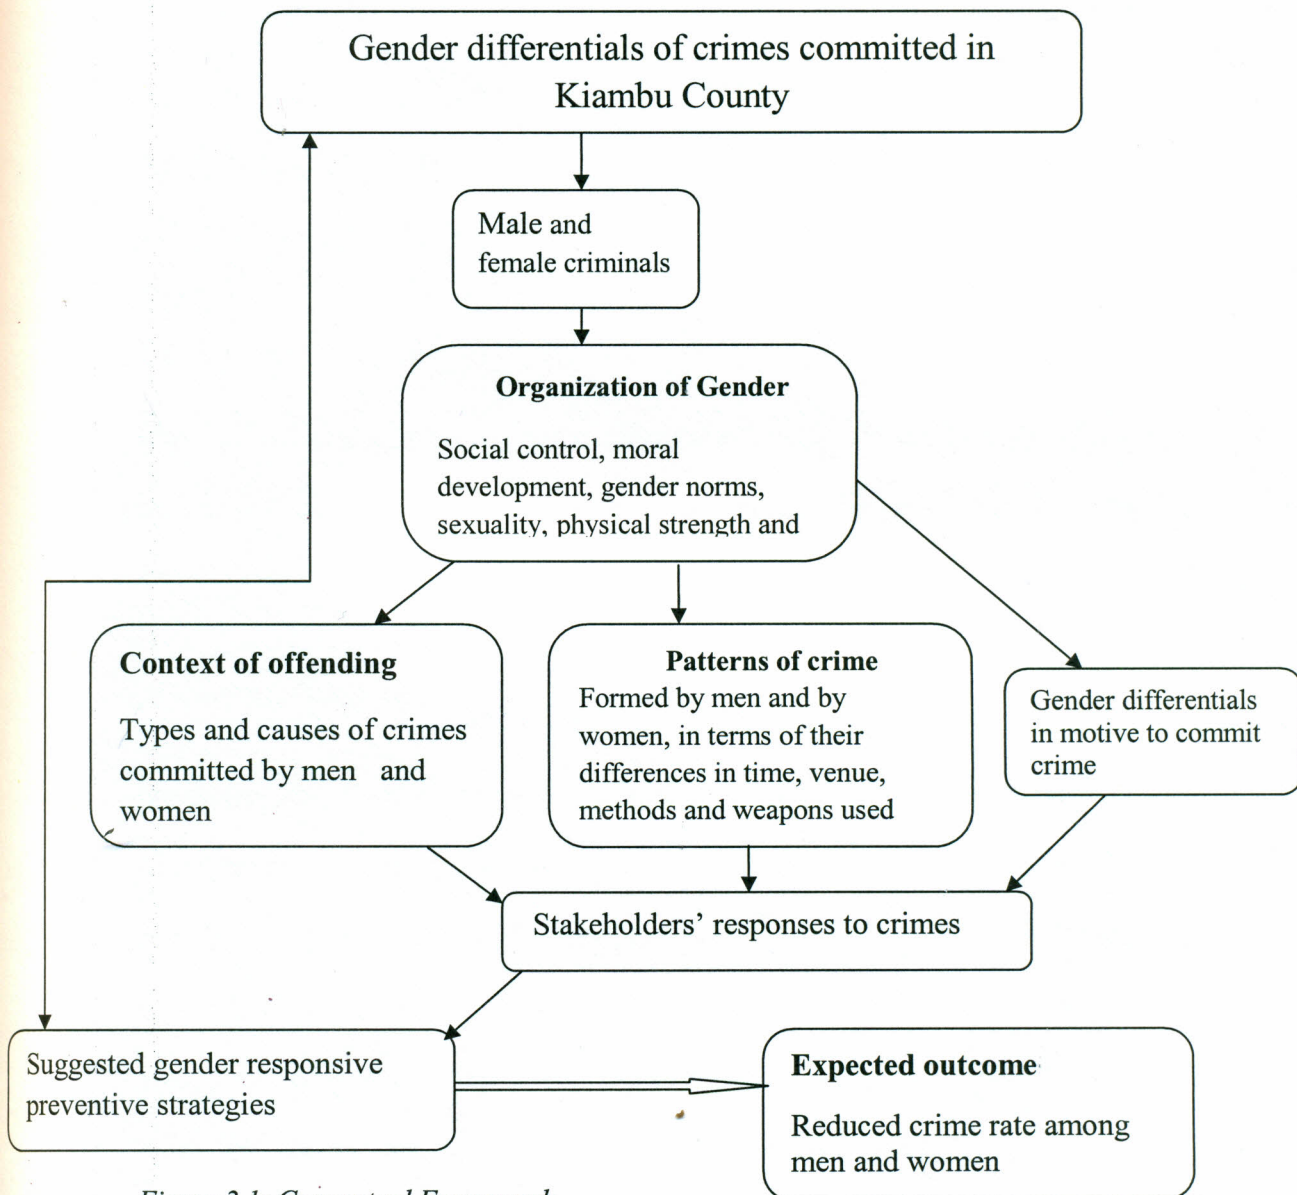 Gender differentials of crimes committed in
Kiambu County
Male and
female criminals
Organization of Gender
Social control, moral
development, gender norms,
sexuality, physical strength and
Context of offending
Types and causes of crimes
committed by men and
women
Patterns of crime
Formed by men and by
women, in terms of their
differences in time, venue,
methods and weapons used
Gender differentials
in motive to commit
crime
Stakeholders’ responses to crimes
Suggested gender responsive
preventive strategies
Expected outcome
Reduced crime rate among
men and women